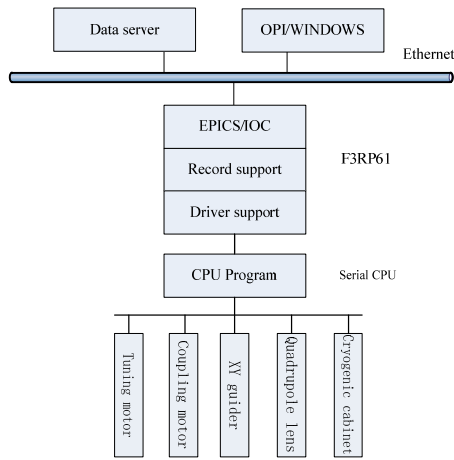 Data server
OPI/WINDOWS
Ethernet
EPICS/IOC
Record support
F3RP61
Driver support
CPU Program
Serial CPU
Tuning motor
Coupling motor
XY guider
Quadrupole lens
Cryogenic cabinet